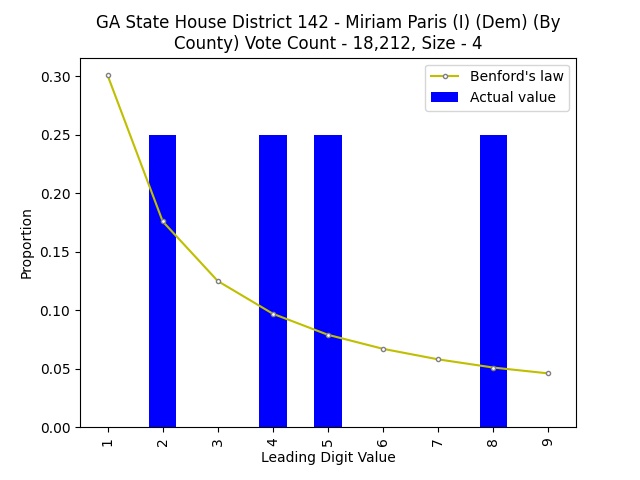 GA State House District 142 - Miriam Paris (I) (Dem) (By
County) Vote Count - 18,212, Size - 4
Benford's law
Actual value
0.30
0.25
0.20
0.15
0.10
0.05
0.00
Proportion
1 2 3 4 5 6 7 8 9
Leading Digit Value